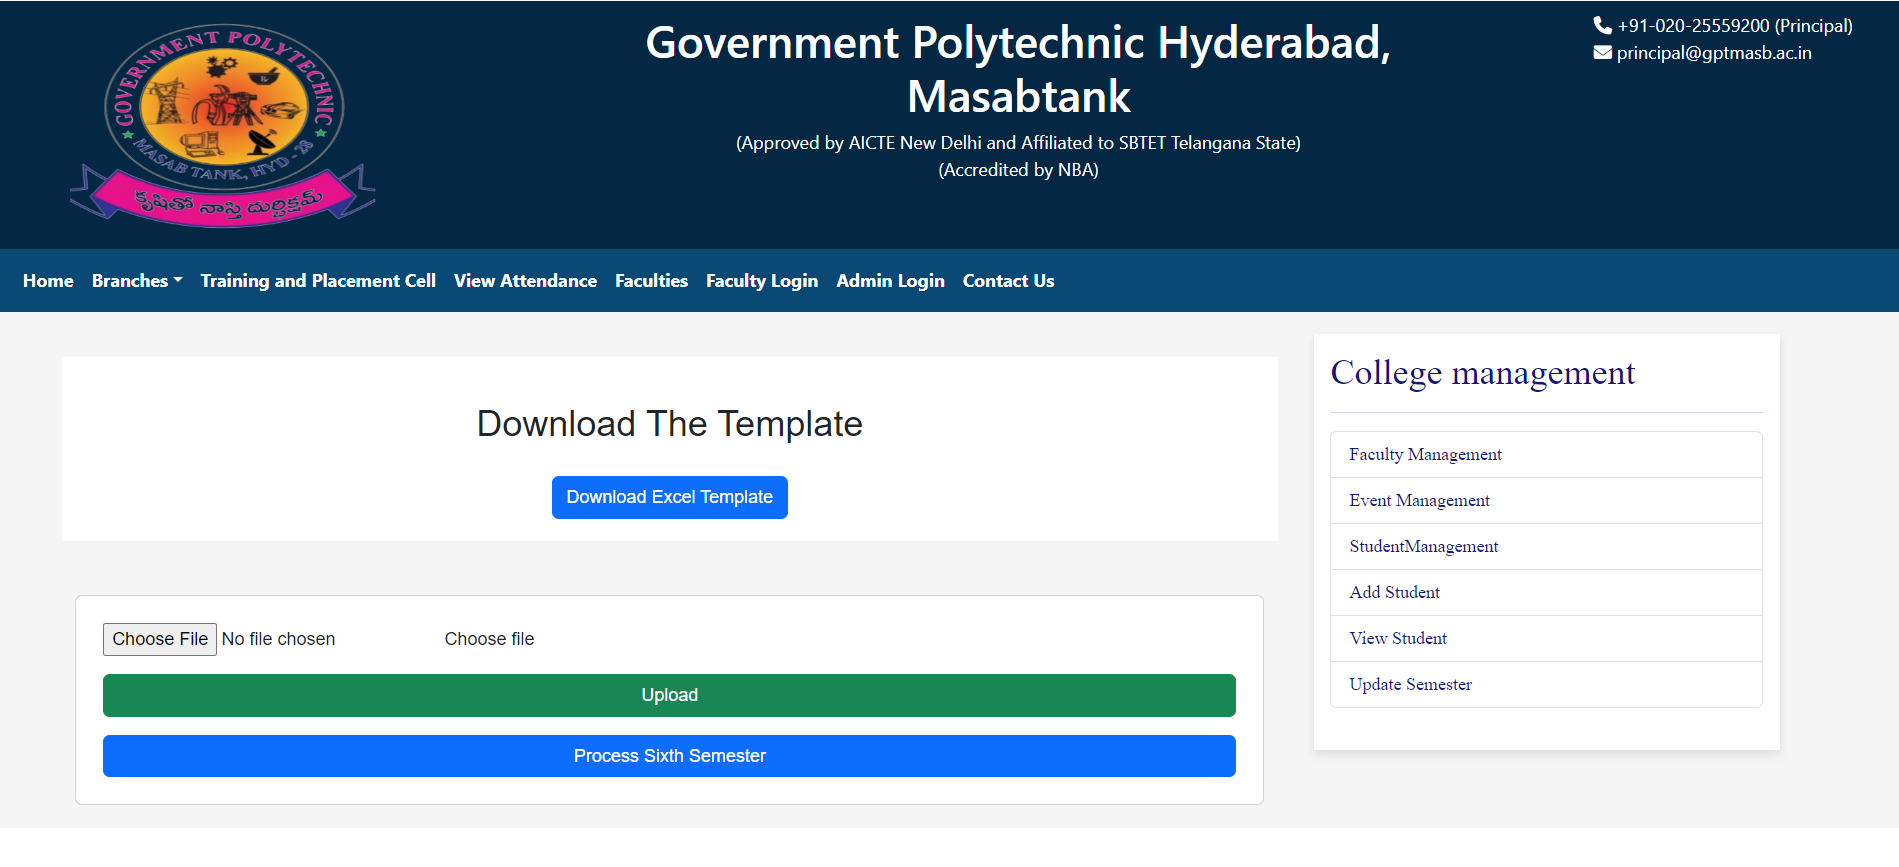 GOVERNMENT POLYTECHNIC
MASAB TANK, HYD - 28
కృషితో నాస్తి దుర్భిక్షమ్
Government Polytechnic Hyderabad,
Masabtank
(Approved by AICTE New Delhi and Affiliated to SBTET Telangana State)
(Accredited by NBA)
+91-020-25559200 (Principal)
principal@gptmasb.ac.in
Home Branches Training and Placement Cell View Attendance Faculties Faculty Login Admin Login Contact Us
Download The Template
Download Excel Template
Choose File No file chosen Choose file
Upload
Process Sixth Semester
College management
Faculty Management
Event Management
StudentManagement
Add Student
View Student
Update Semester